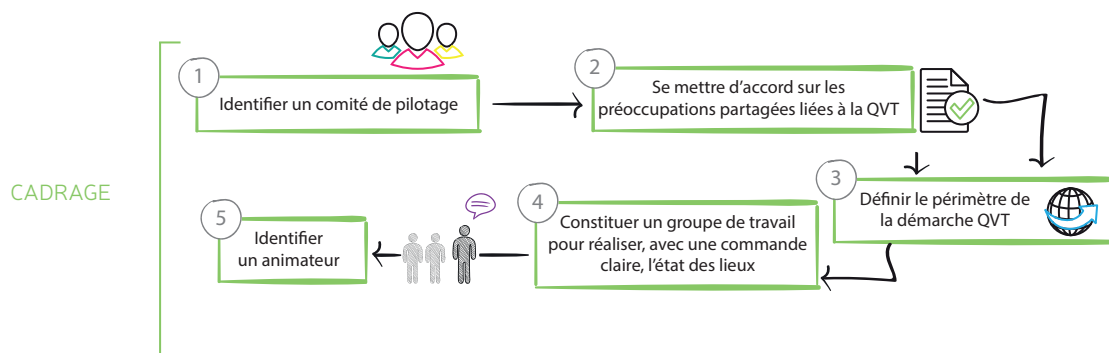 CADRAGE
1
Identifier un comité de pilotage
2
Se mettre d’accord sur les
préoccupations partagées liées à la QVT
3
Définir le périmètre de
la démarche QVT
4
Constituer un groupe de travail
pour réaliser, avec une commande
claire, l’état des lieux
5
Identifier
un animateur